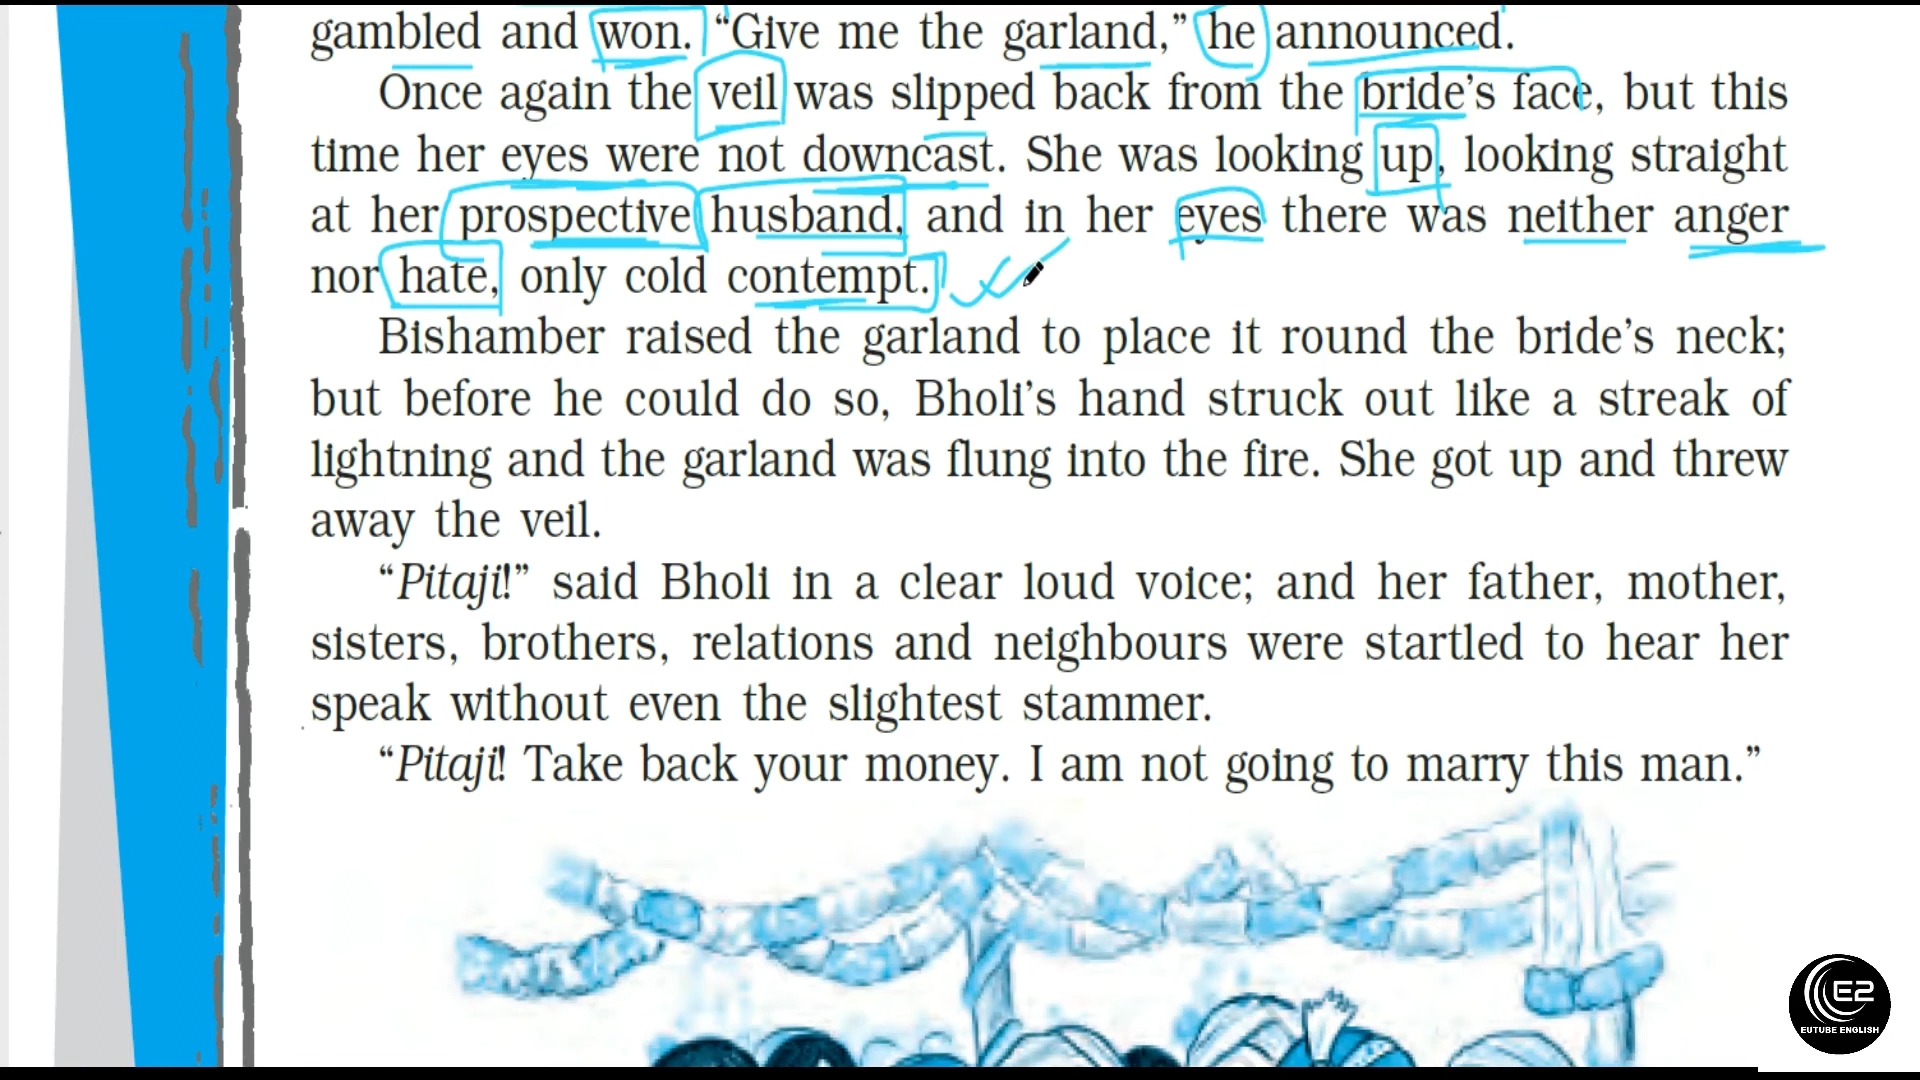 gambled and won. “Give me the garland,” he announced.
Once again the veil was slipped back from the bride’s face, but this
time her eyes were not downcast. She was looking up, looking straight
at her prospective husband, and in her eyes there was neither anger
nor hate, only cold contempt.
Bishamber raised the garland to place it round the bride’s neck;
but before he could do so, Bholi’s hand struck out like a streak of
lightning and the garland was flung into the fire. She got up and threw
away the veil.
“Pitaji!” said Bholi in a clear loud voice; and her father, mother,
sisters, brothers, relations and neighbours were startled to hear her
speak without even the slightest stammer.
“Pitaji! Take back your money. I am not going to marry this man.”
E2
EUTUBE ENGLISH